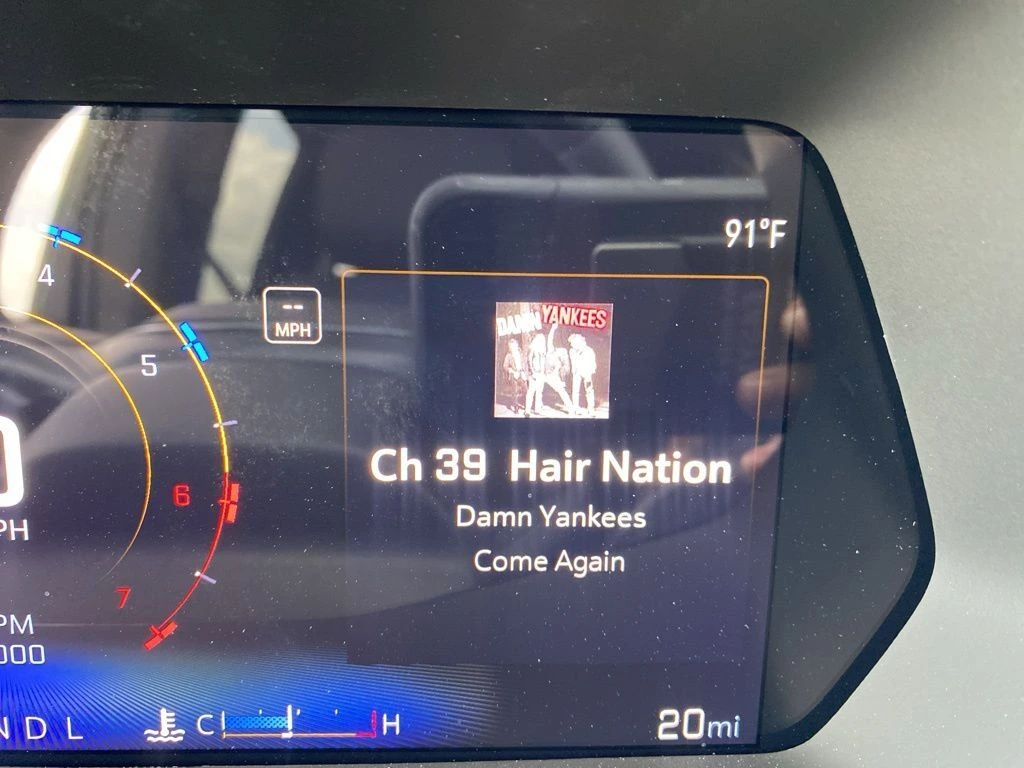 91°F
4
-- MPH
5
DAMN YANKEES
Ch 39 Hair Nation
6
Damn Yankees
PH
Come Again
7
PM
000
N D L
C H
20mi